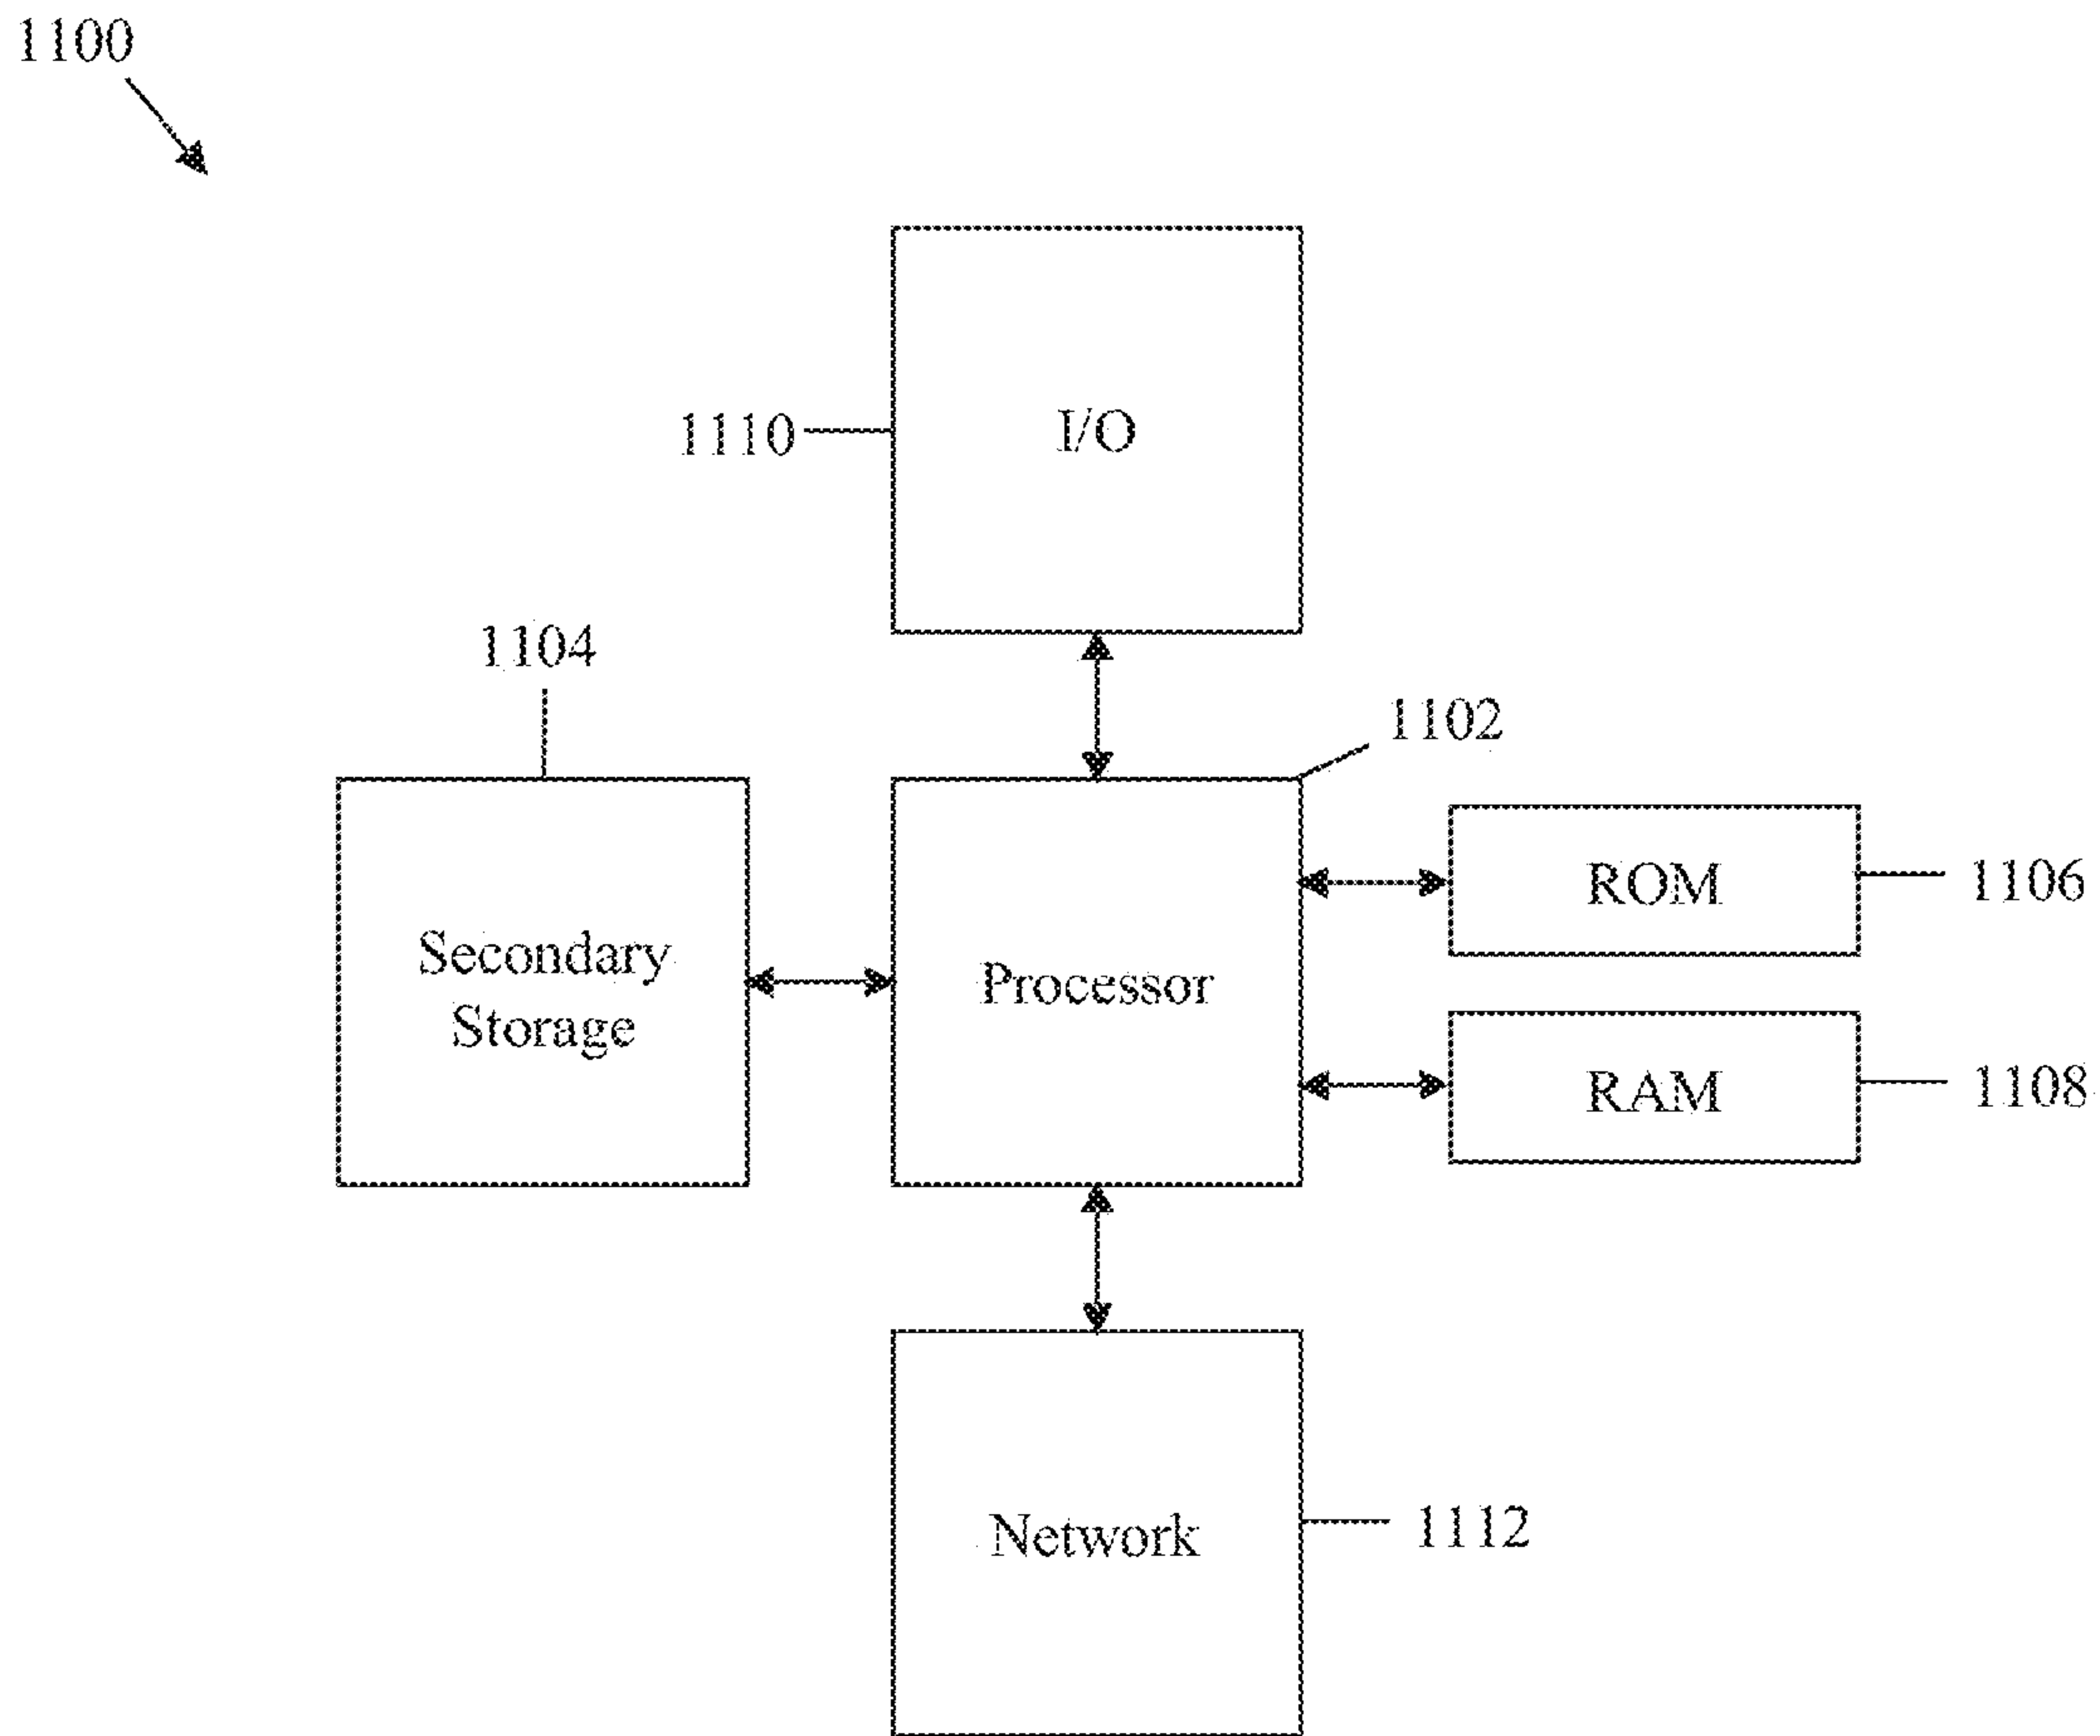 1100
I/O
1110
1104
1102
Secondary
Storage
Processor
ROM
1106
RAM
1108
Network
1112